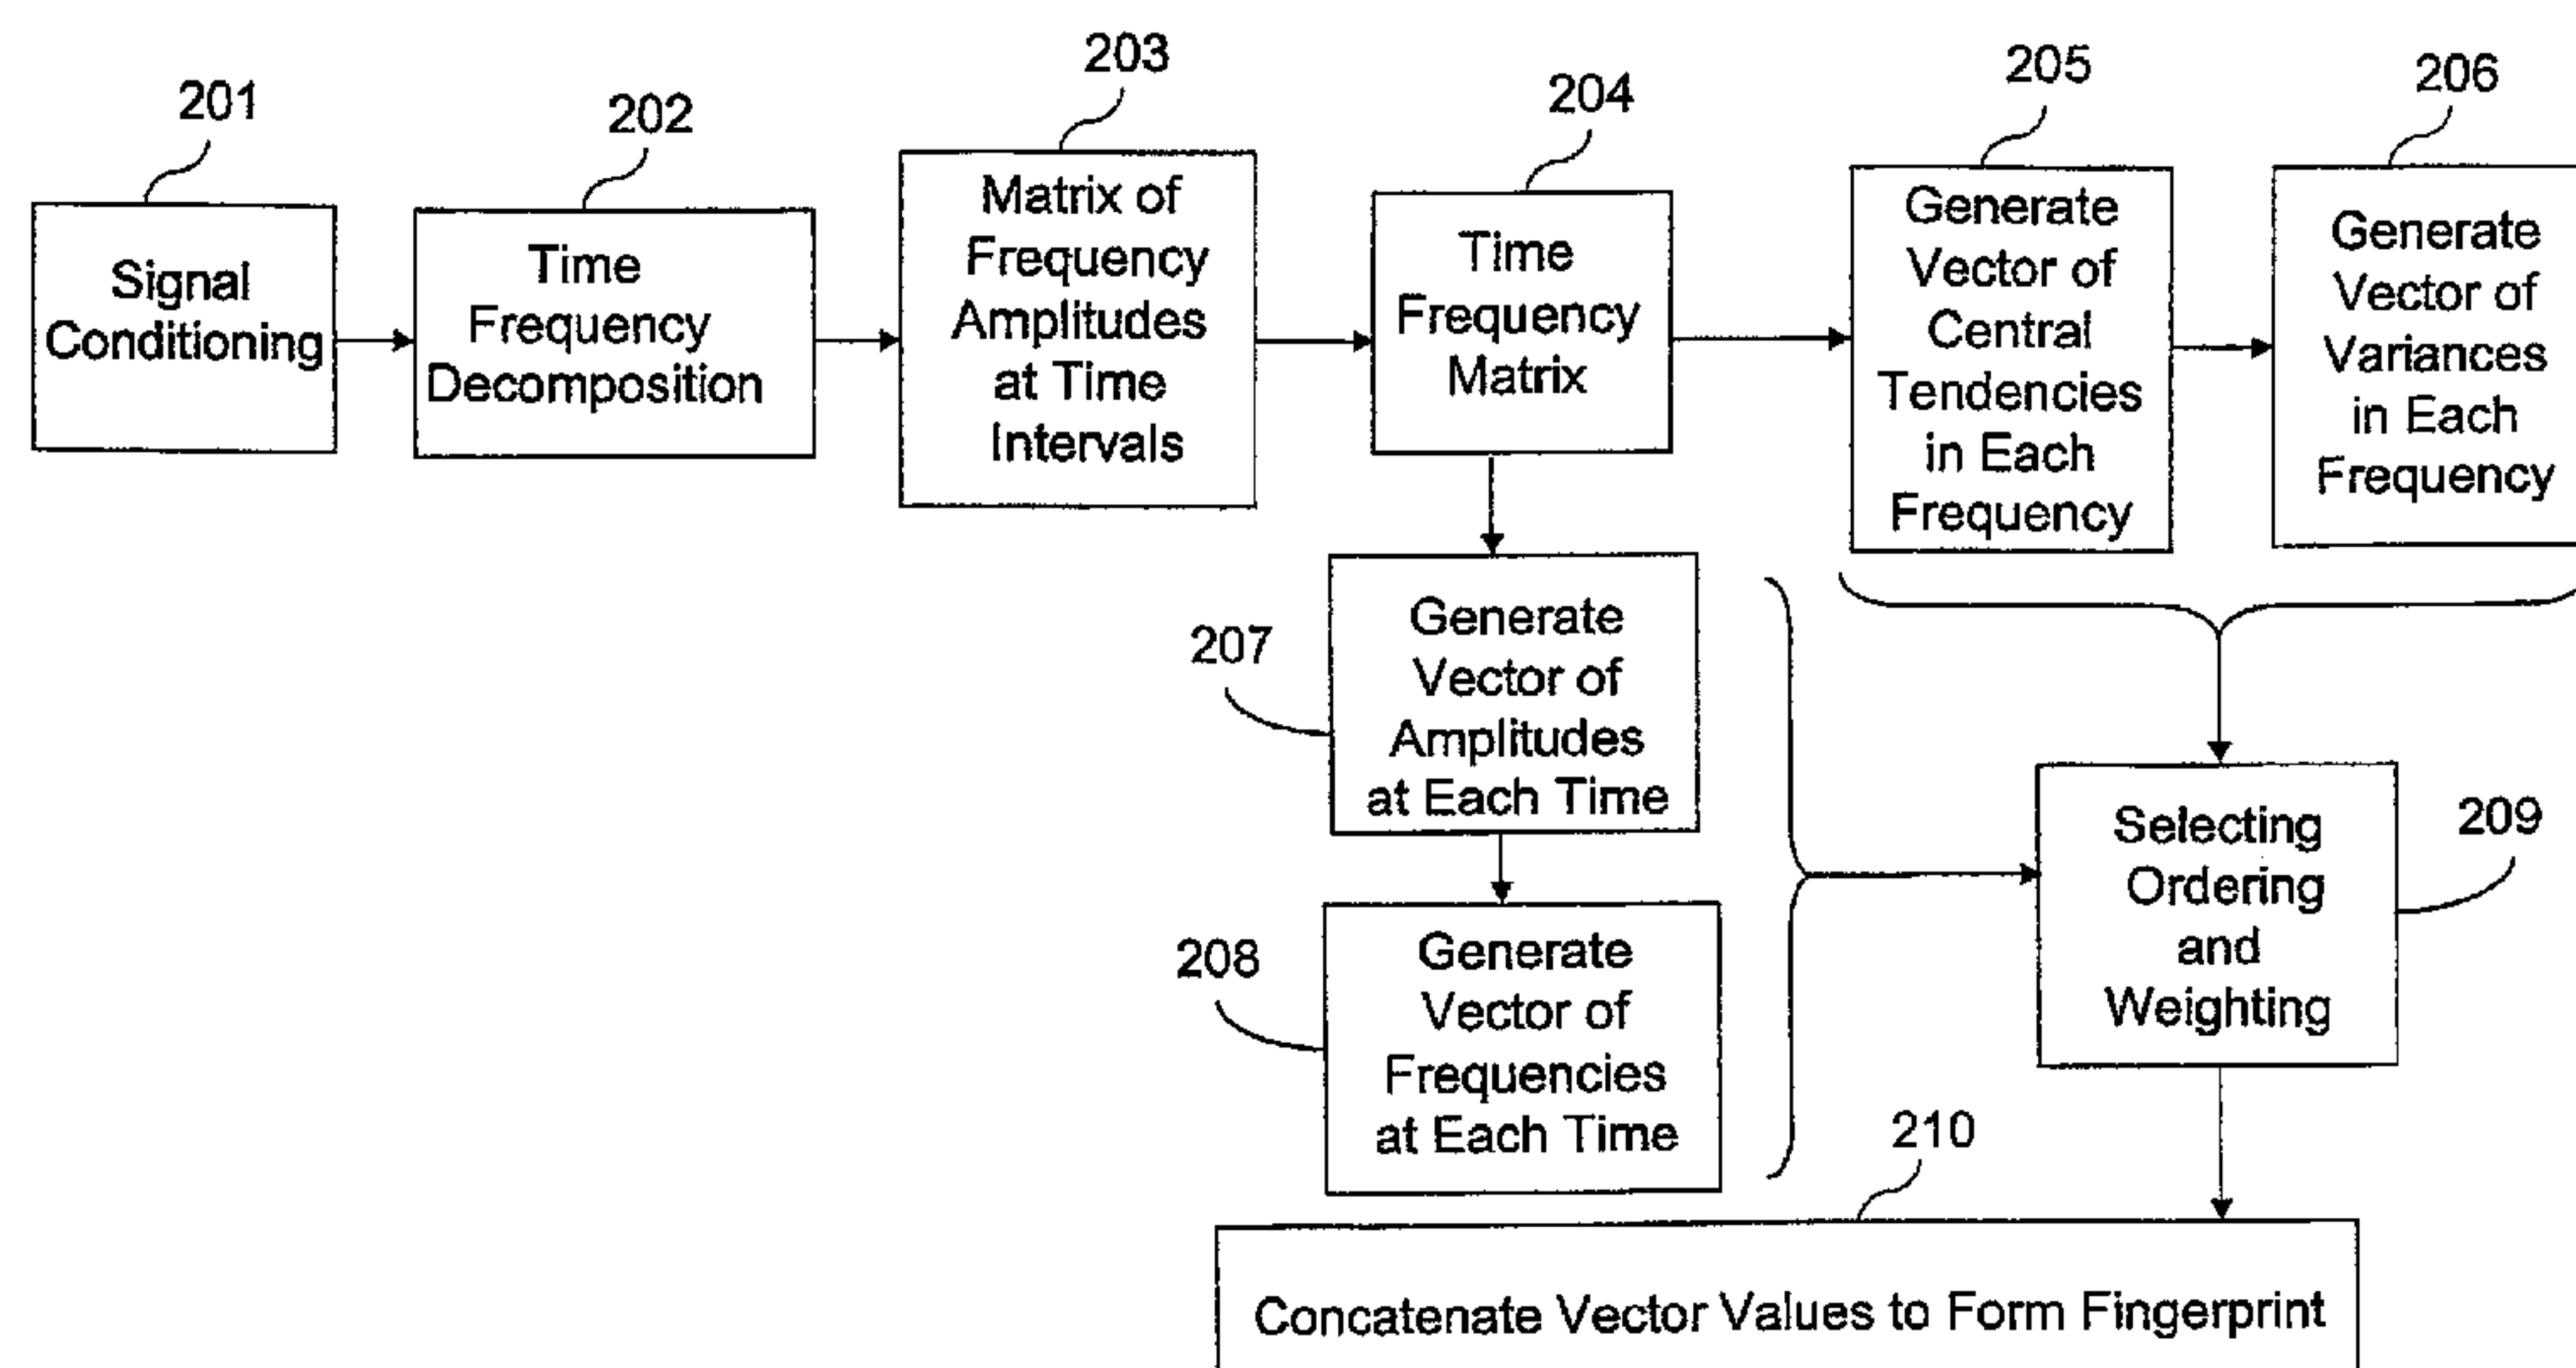 201
Signal
Conditioning
202
Time
Frequency
Decomposition
203
Matrix of
Frequency
Amplitudes
at Time
Intervals
204
Time
Frequency
Matrix
205
Generate
Vector of
Central
Tendencies
in Each
Frequency
206
Generate
Vector of
Variances
in Each
Frequency
207
Generate
Vector of
Amplitudes
at Each Time
208
Generate
Vector of
Frequencies
at Each Time
209
Selecting
Ordering
and
Weighting
210
Concatenate Vector Values to Form Fingerprint